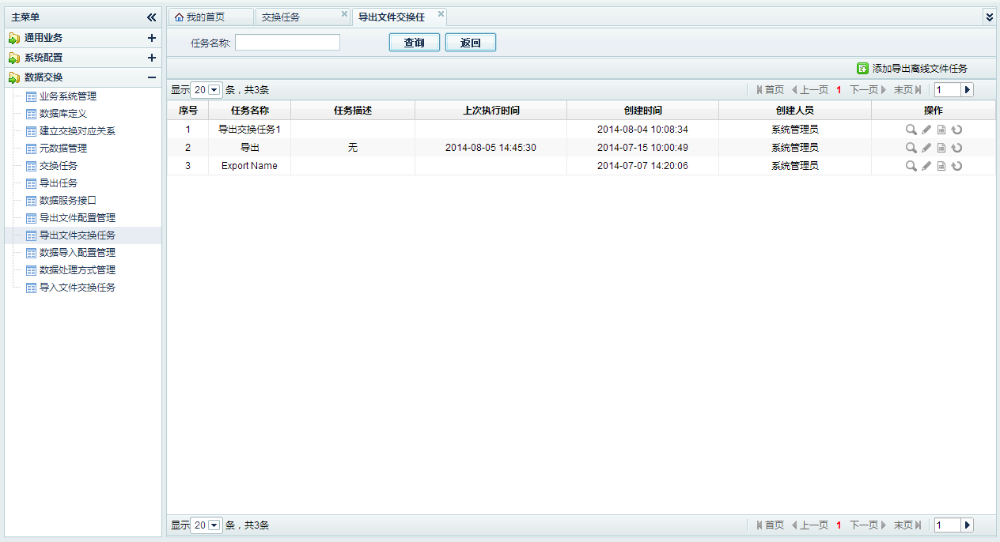 主菜单
通用业务
系统配置
数据交换
业务系统管理
数据库定义
建立交换对应关系
元数据管理
交换任务
导出任务
数据服务接口
导出文件配置管理
导出文件交换任务
数据导入配置管理
数据处理方式管理
导入文件交换任务
我的首页 交换任务 导出文件交换任
任务名称: 查询 返回
添加导出离线文件任务
显示 20 条，共3条 首页 上一页 1 下一页 末页 1
序号 任务名称 任务描述 上次执行时间 创建时间 创建人员 操作
1 导出交换任务1 2014-08-04 10:08:34 系统管理员
2 导出 无 2014-08-05 14:45:30 2014-07-15 10:00:49 系统管理员
3 Export Name 2014-07-07 14:20:06 系统管理员
显示 20 条，共3条 首页 上一页 1 下一页 末页 1